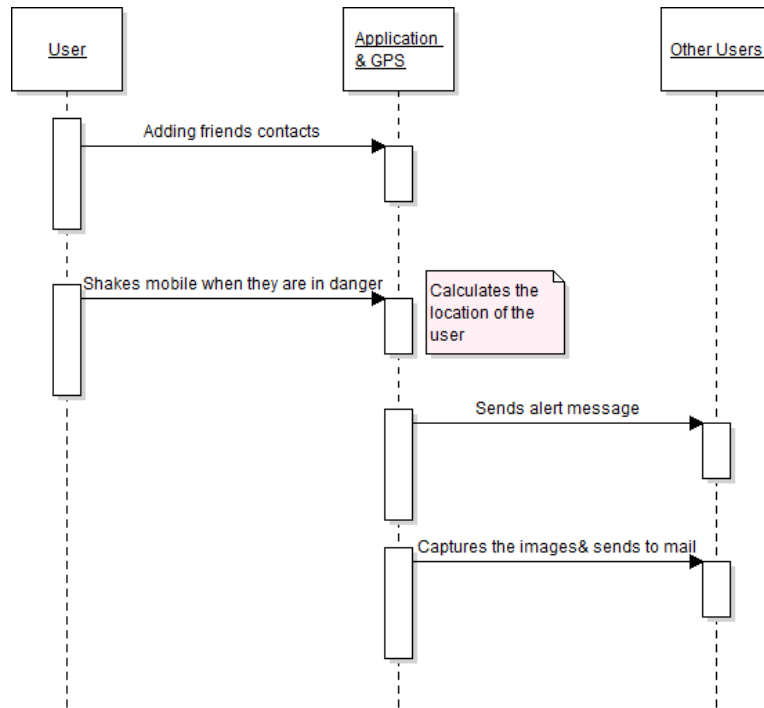 User
Application
& GPS
Other Users
Adding friends contacts
Shakes mobile when they are in danger
Calculates the
location of the
user
Sends alert message
Captures the images& sends to mail